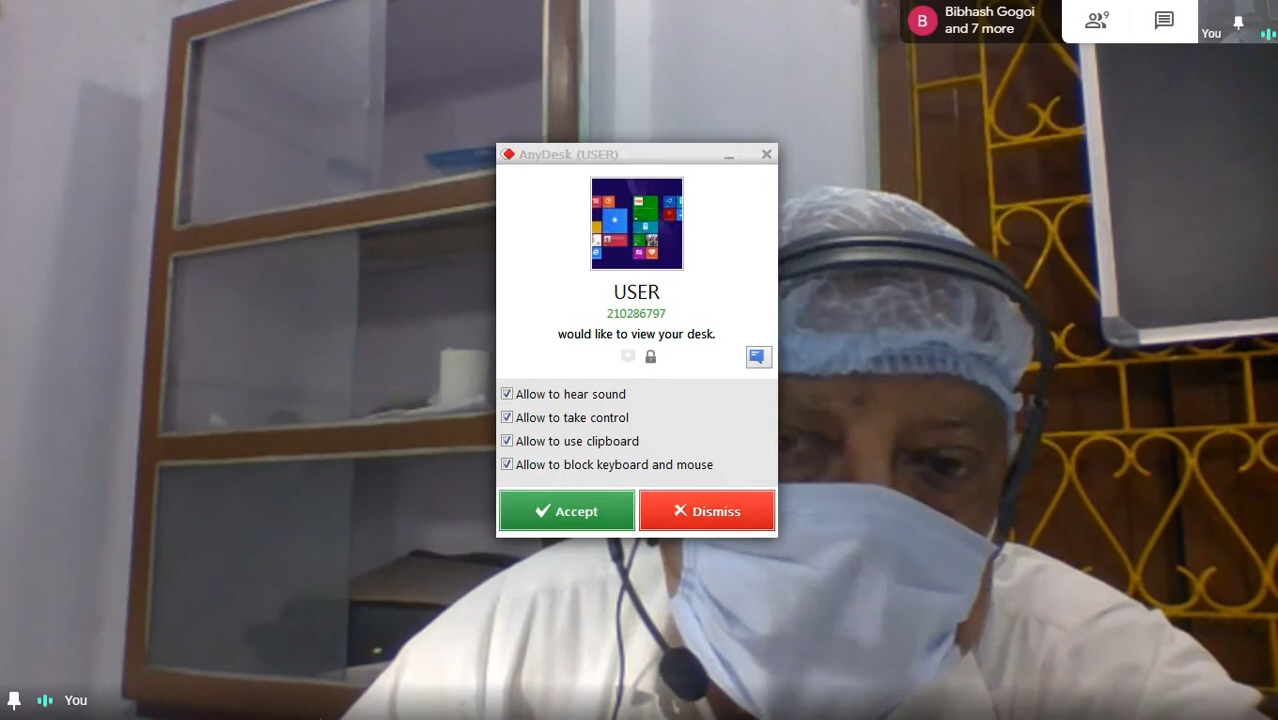 B
Bibhash Gogoi
and 7 more
9
You
AnyDesk (USER)
USER
210286797
would like to view your desk.
Allow to hear sound
Allow to take control
Allow to use clipboard
Allow to block keyboard and mouse
Accept
Dismiss
You